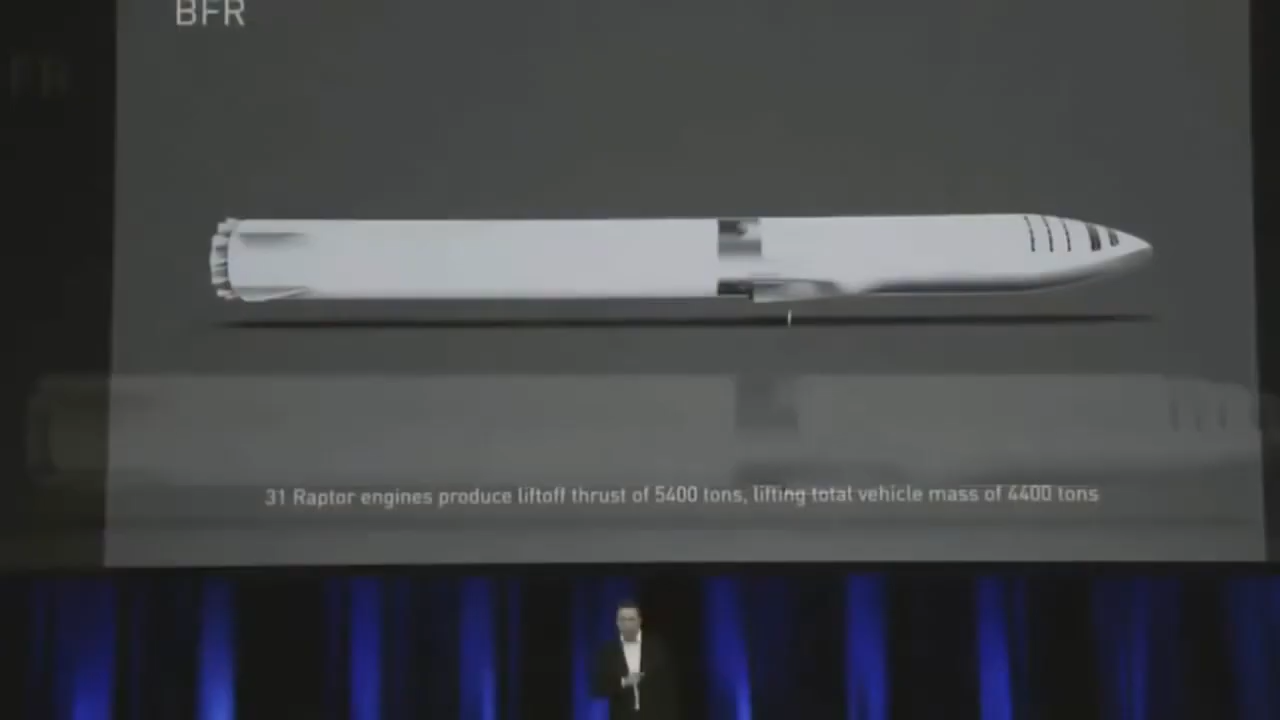 BFR
31 Raptor engines produce liftoff thrust of 5400 tons, lifting total vehicle mass of 4400 tons